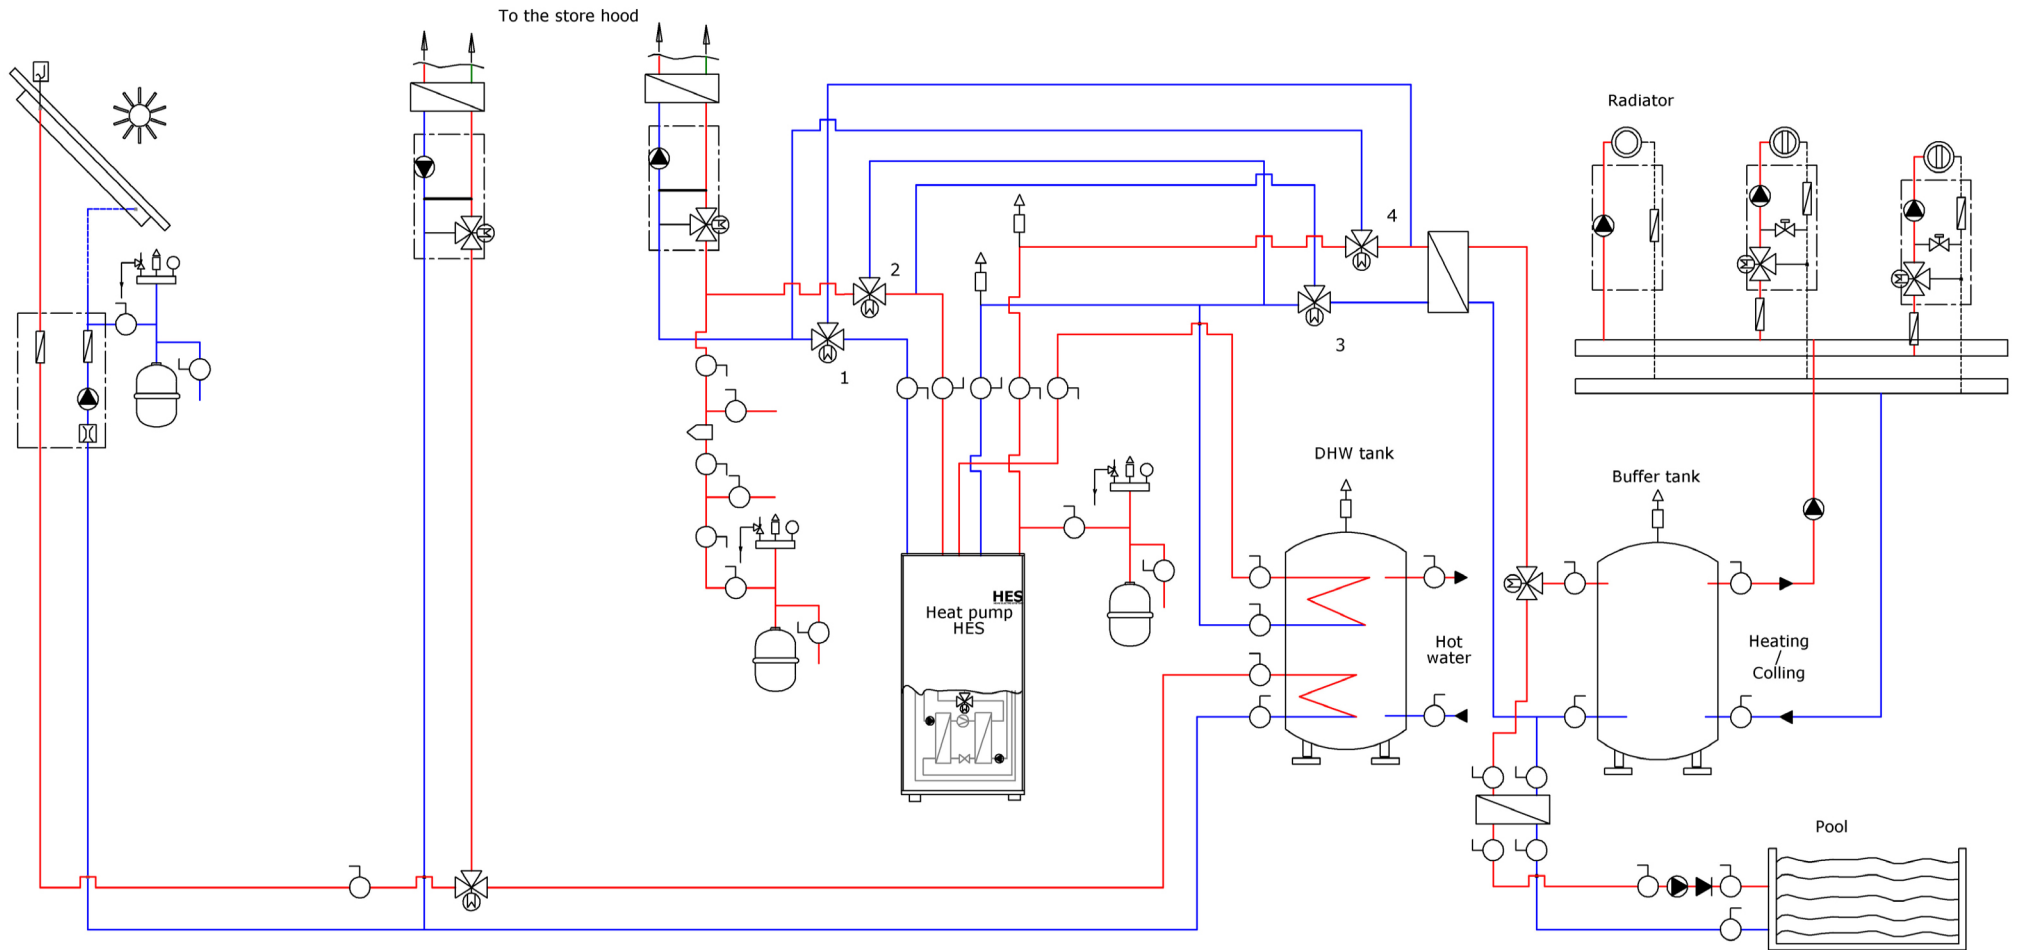 To the store hood
Radiator
4
2
3
1
DHW tank
Buffer tank
HES
Heat pump
HES
Hot
water
Heating
/
Colling
Pool